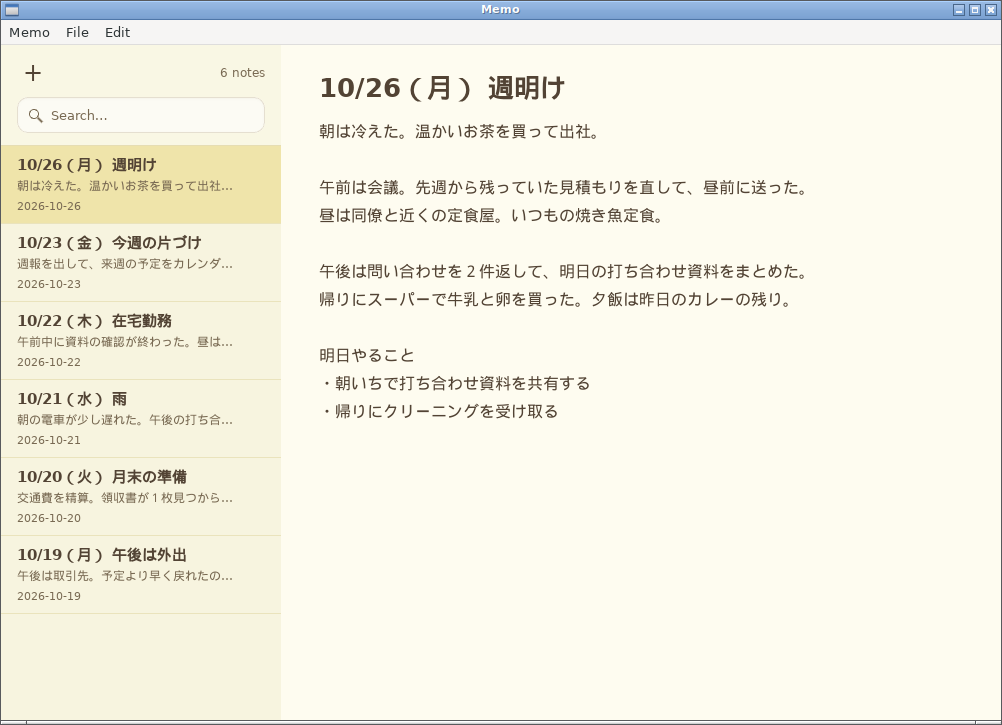 Memo
Memo File Edit
+ 6 notes
Search...
10/26（月） 週明け
朝は冷えた。温かいお茶を買って出社...
2026-10-26
10/23（金） 今週の片づけ
週報を出して、来週の予定をカレンダ...
2026-10-23
10/22（木） 在宅勤務
午前中に資料の確認が終わった。昼は...
2026-10-22
10/21（水） 雨
朝の電車が少し遅れた。午後の打ち合...
2026-10-21
10/20（火） 月末の準備
交通費を精算。領収書が１枚見つから...
2026-10-20
10/19（月） 午後は外出
午後は取引先。予定より早く戻れたの...
2026-10-19
10/26（月） 週明け
朝は冷えた。温かいお茶を買って出社。
午前は会議。先週から残っていた見積もりを直して、昼前に送った。
昼は同僚と近くの定食屋。いつもの焼き魚定食。
午後は問い合わせを２件返して、明日の打ち合わせ資料をまとめた。
帰りにスーパーで牛乳と卵を買った。夕飯は昨日のカレーの残り。
明日やること
・朝いちで打ち合わせ資料を共有する
・帰りにクリーニングを受け取る